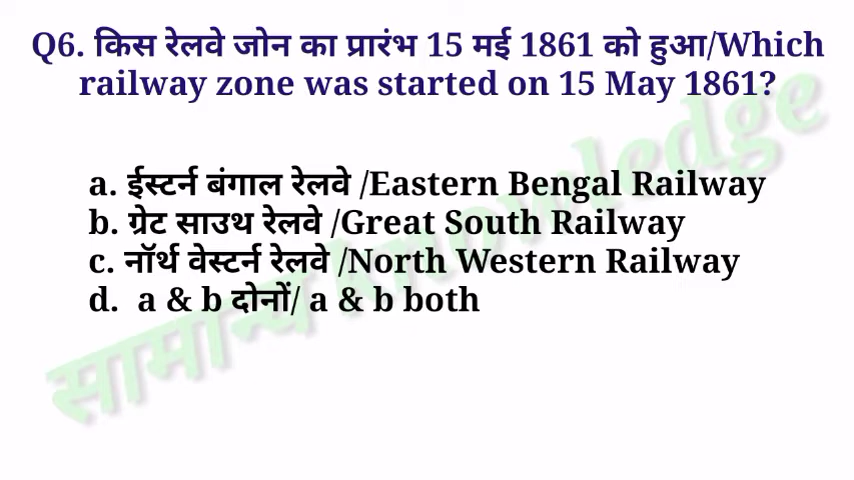 Q6. किस रेलवे जोन का प्रारंभ 15 मई 1861 को हुआ/Which
railway zone was started on 15 May 1861?
a. ईस्टर्न बंगाल रेलवे /Eastern Bengal Railway
b. ग्रेट साउथ रेलवे /Great South Railway
c. नॉर्थ वेस्टर्न रेलवे /North Western Railway
d. a & b दोनों/ a & b both
सामान्य knowledge